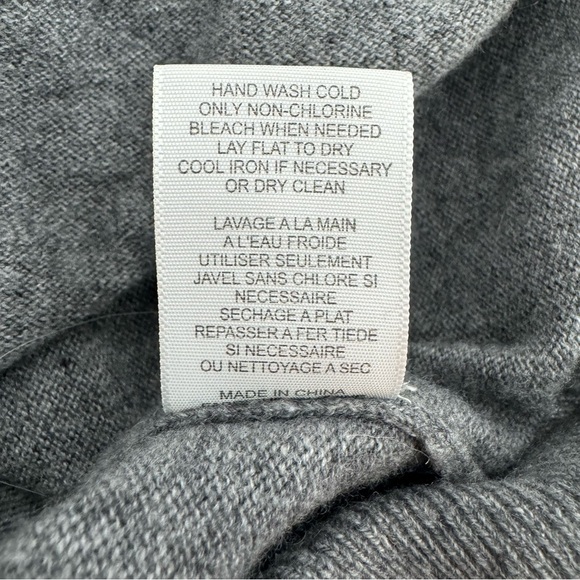 HAND WASH COLD
ONLY NON-CHLORINE
BLEACH WHEN NEEDED
LAY FLAT TO DRY
COOL IRON IF NECESSARY
OR DRY CLEAN
LAVAGE A LA MAIN
A L'EAU FROIDE
UTILISER SEULEMENT
JAVEL SANS CHLORE SI
NECESSAIRE
SECHAGE A PLAT
REPASSER A FER TIEDE
SI NECESSAIRE
OU NETTOYAGE A SEC
MADE IN CHINA